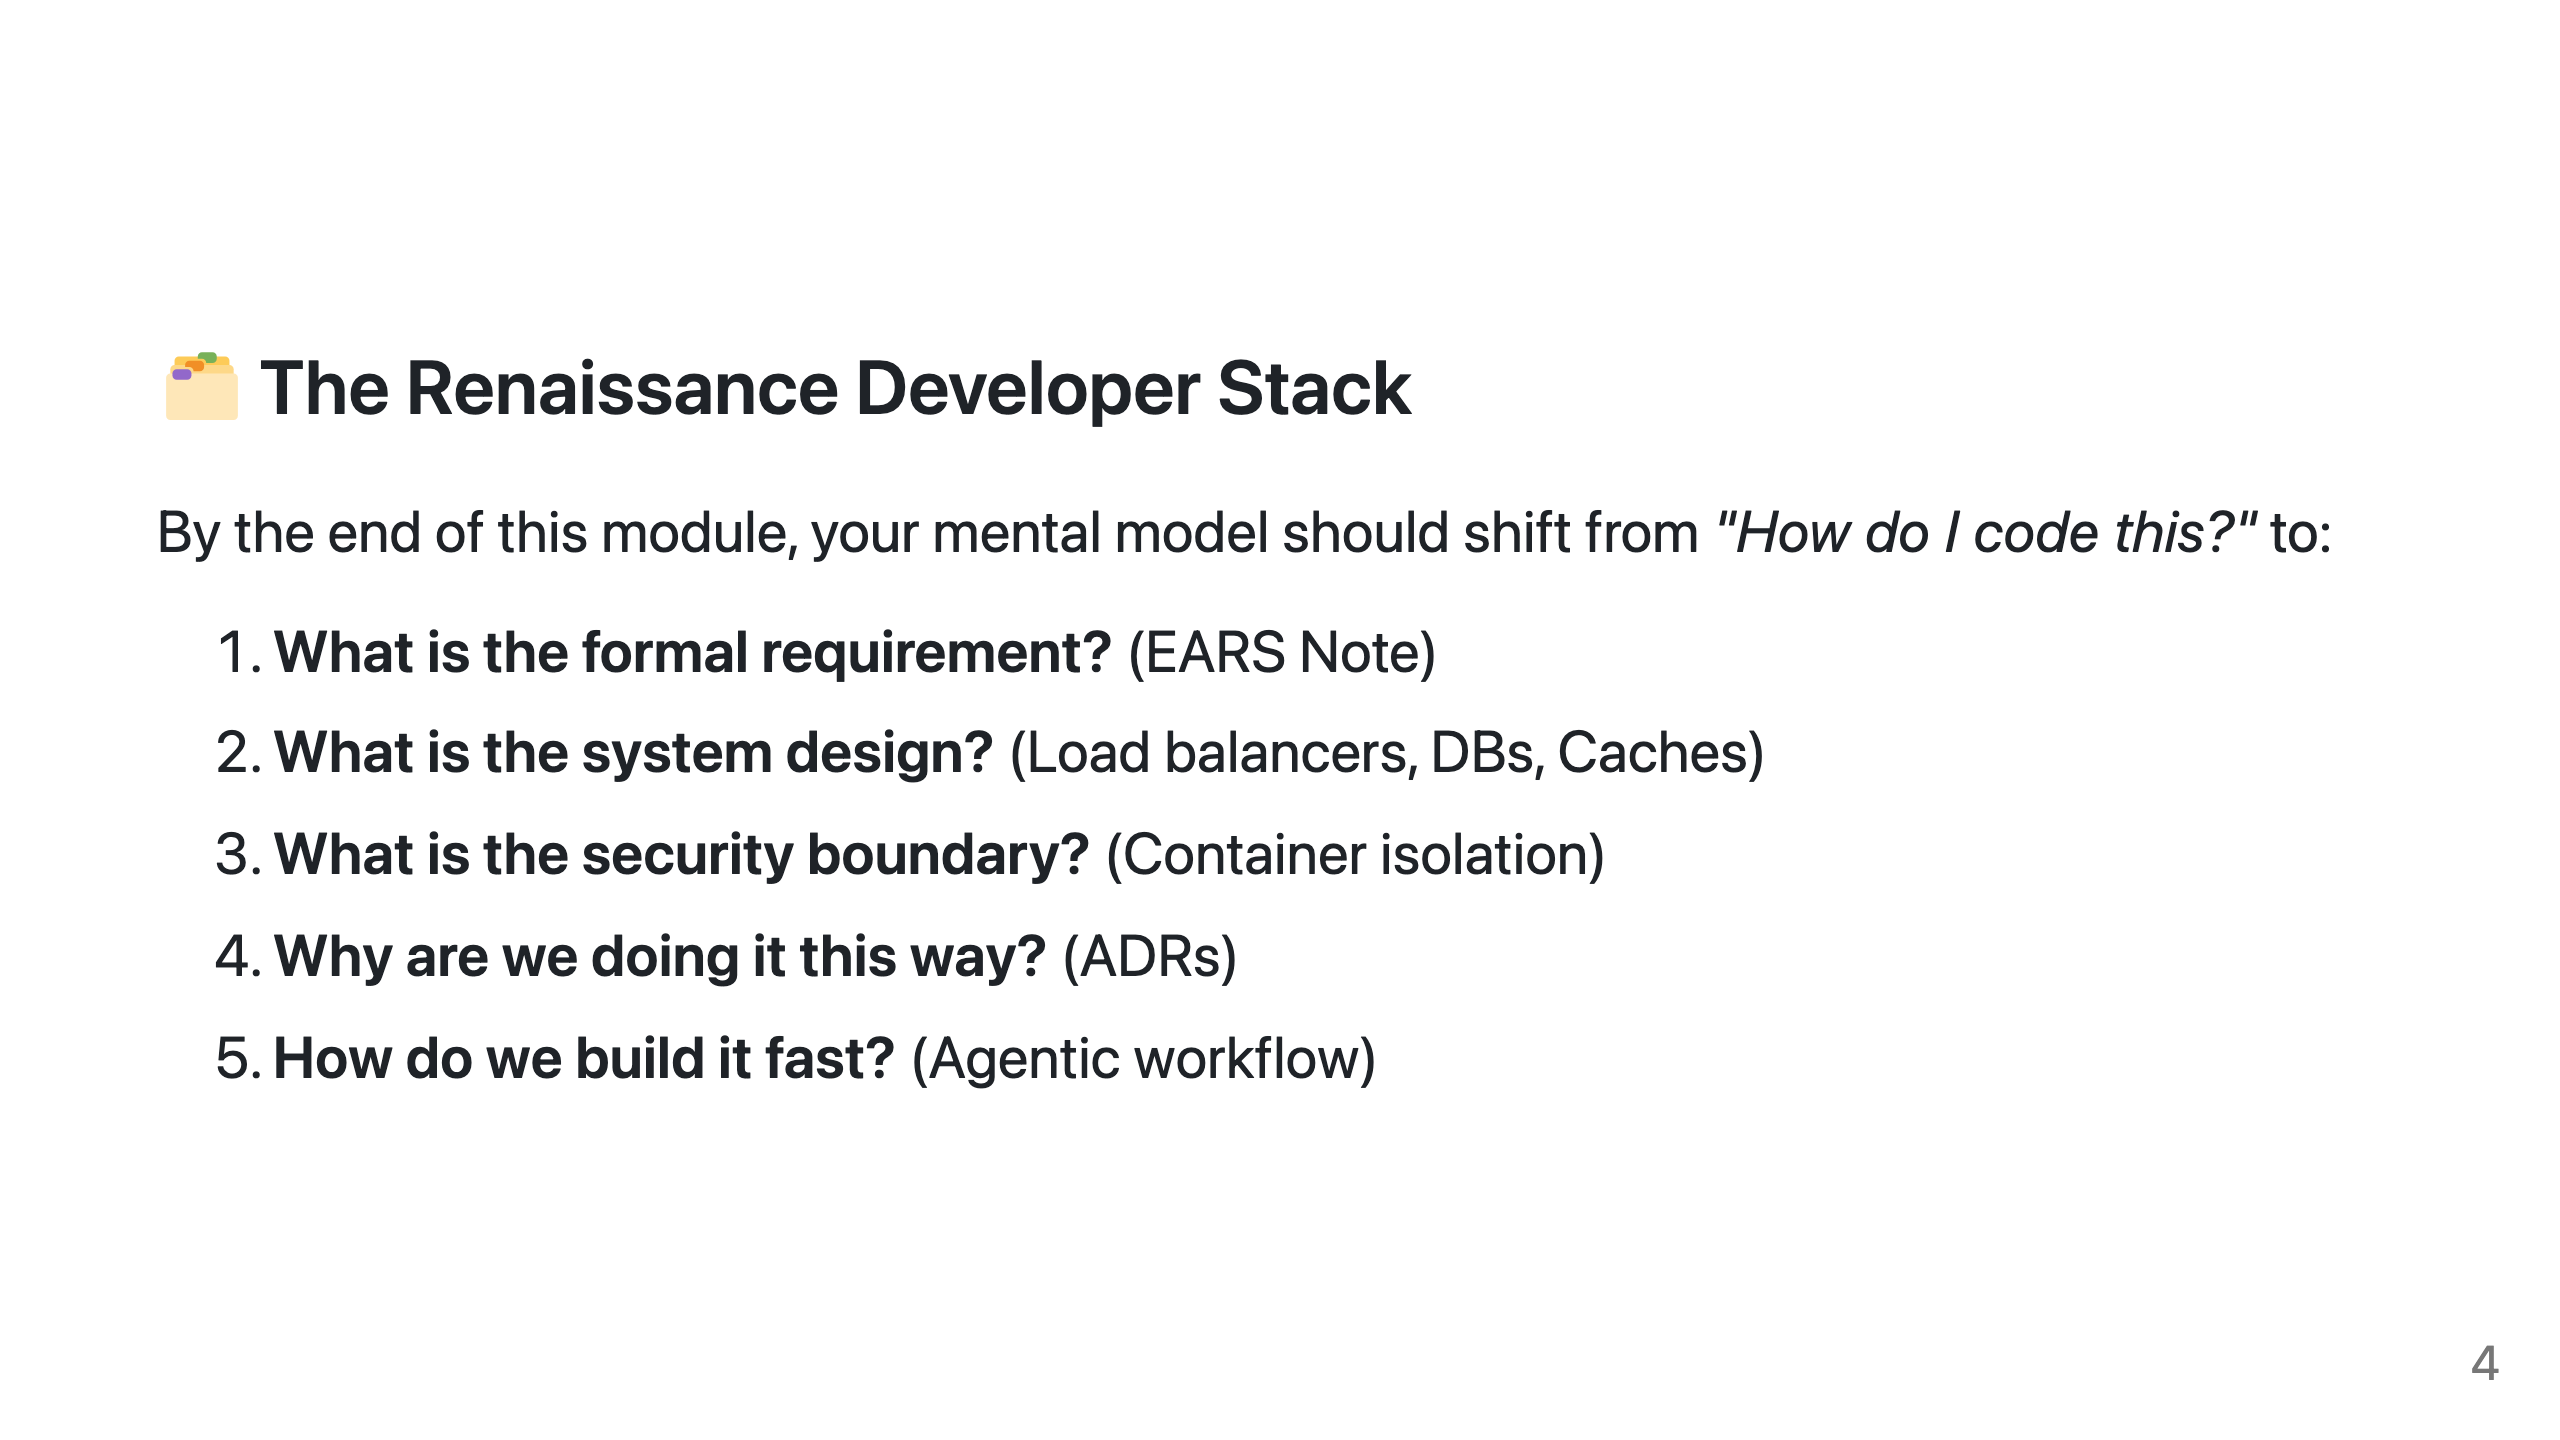 The Renaissance Developer Stack
By the end of this module, your mental model should shift from "How do I code this?" to:
1. What is the formal requirement? (EARS Note)
2. What is the system design? (Load balancers, DBs, Caches)
3. What is the security boundary? (Container isolation)
4. Why are we doing it this way? (ADRs)
5. How do we build it fast? (Agentic workflow)
4